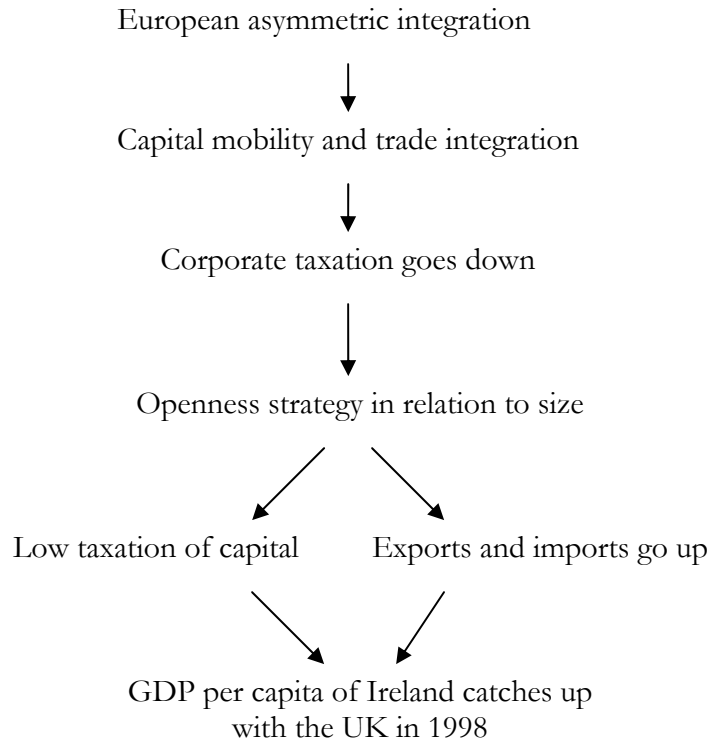 European asymmetric integration
Capital mobility and trade integration
Corporate taxation goes down
Openness strategy in relation to size
Low taxation of capital
Exports and imports go up
GDP per capita of Ireland catches up
with the UK in 1998